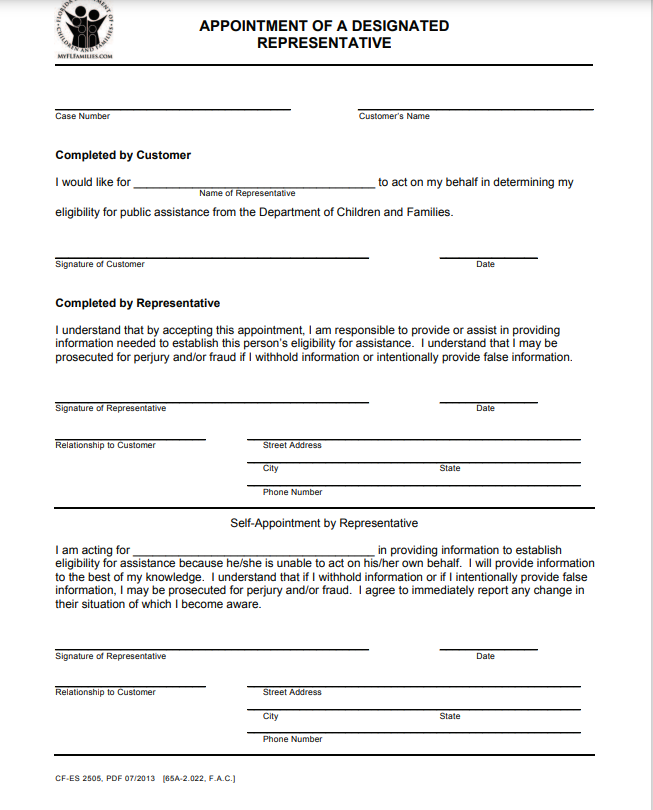 APPOINTMENT OF A DESIGNATED
REPRESENTATIVE
MYFLFAMILIES.COM
Case Number Customer's Name
Completed by Customer
I would like for ______________________________________ to act on my behalf in determining my
Name of Representative
eligibility for public assistance from the Department of Children and Families.
Signature of Customer Date
Completed by Representative
I understand that by accepting this appointment, I am responsible to provide or assist in providing
information needed to establish this person's eligibility for assistance.  I understand that I may be
prosecuted for perjury and/or fraud if I withhold information or intentionally provide false information.
Signature of Representative Date
Relationship to Customer Street Address
City State
Phone Number
Self-Appointment by Representative
I am acting for ______________________________________ in providing information to establish
eligibility for assistance because he/she is unable to act on his/her own behalf.  I will provide information
to the best of my knowledge.  I understand that if I withhold information or if I intentionally provide false
information, I may be prosecuted for perjury and/or fraud.  I agree to immediately report any change in
their situation of which I become aware.
Signature of Representative Date
Relationship to Customer Street Address
City State
Phone Number
CF-ES 2505, PDF 07/2013 [65A-2.022, F.A.C.]